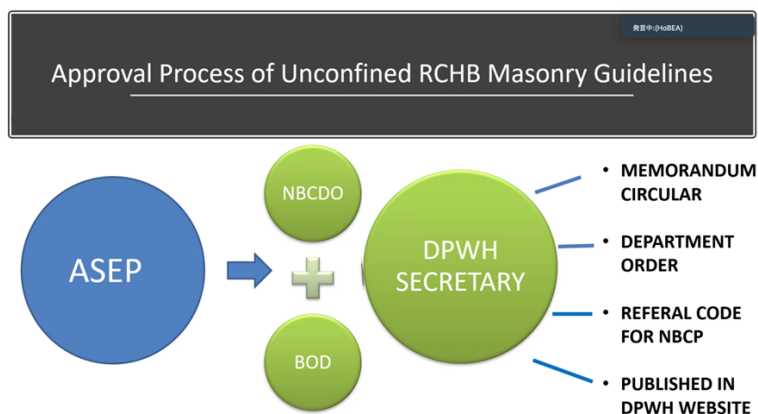 発言中:(HoBEA)
Approval Process of Unconfined RCHB Masonry Guidelines
ASEP
NBCDO
BOD
DPWH
SECRETARY
• MEMORANDUM
CIRCULAR
• DEPARTMENT
ORDER
• REFERAL CODE
FOR NBCP
• PUBLISHED IN
DPWH WEBSITE